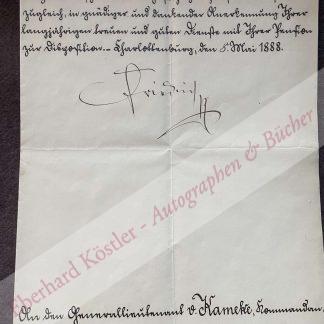 zugleich, in gnädiger und dankender Anerkennung Ihrer
langjährigen treuen und guten Dienste mit Ihrer Pension
zur Disposition. – Charlottenburg, den 5. Mai 1888.
Friedrich
Eberhard Köstler - Autographen & Bücher
An den Generallieutenant v. Kameke, Kommandan